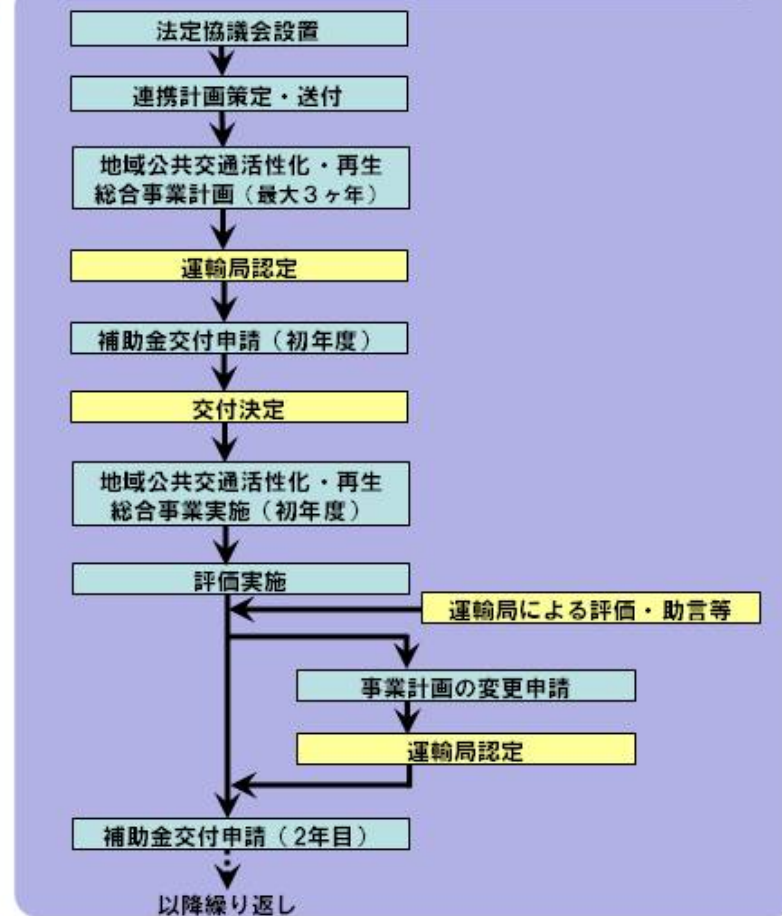 法定協議会設置
連携計画策定・送付
地域公共交通活性化・再生
総合事業計画（最大３ヶ年）
運輸局認定
補助金交付申請（初年度）
交付決定
地域公共交通活性化・再生
総合事業実施（初年度）
評価実施
運輸局による評価・助言等
事業計画の変更申請
運輸局認定
補助金交付申請（2年目）
以降繰り返し